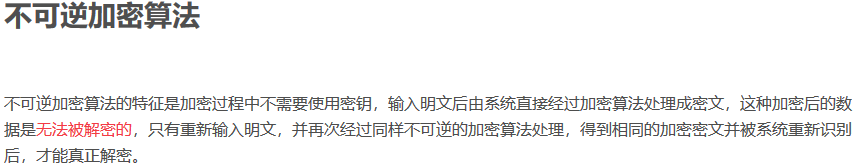 不可逆加密算法
不可逆加密算法的特征是加密过程中不需要使用密钥，输入明文后由系统直接经过加密算法处理成密文，这种加密后的数
据是无法被解密的，只有重新输入明文，并再次经过同样不可逆的加密算法处理，得到相同的加密密文并被系统重新识别
后，才能真正解密。